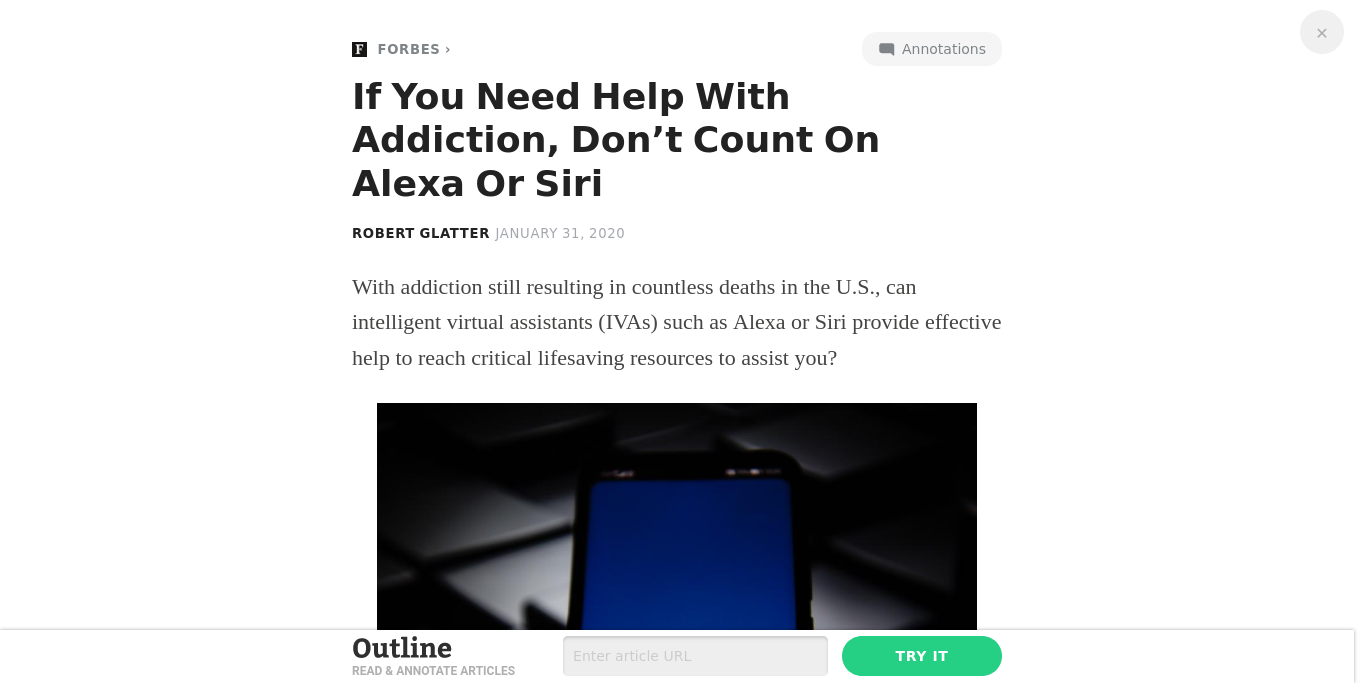 F FORBES ›
Annotations
×
If You Need Help With
Addiction, Don’t Count On
Alexa Or Siri
ROBERT GLATTER JANUARY 31, 2020
With addiction still resulting in countless deaths in the U.S., can
intelligent virtual assistants (IVAs) such as Alexa or Siri provide effective
help to reach critical lifesaving resources to assist you?
Outline
READ & ANNOTATE ARTICLES
Enter article URL
TRY IT